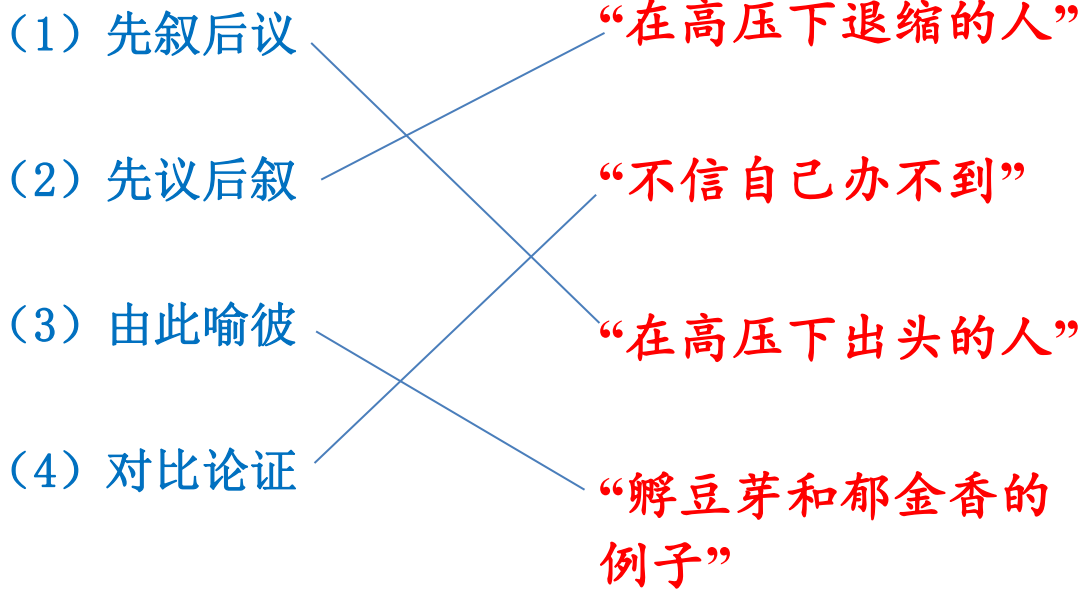 （1）先叙后议
“在高压下退缩的人”
（2）先议后叙
“不信自己办不到”
（3）由此喻彼
“在高压下出头的人”
（4）对比论证
“孵豆芽和郁金香的
例子”